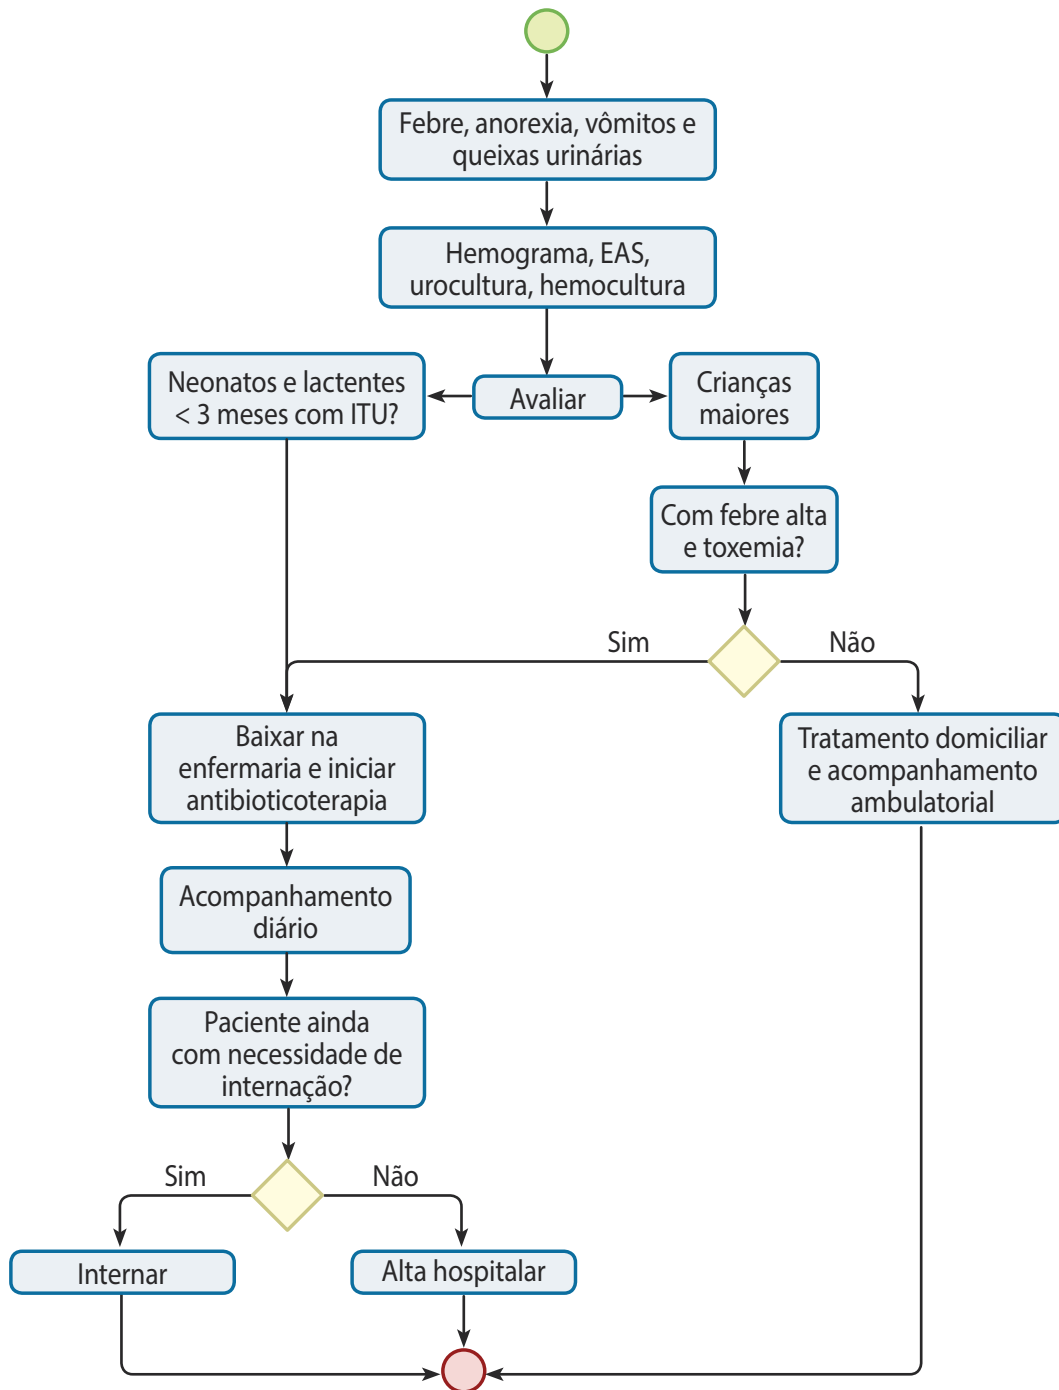 Febre, anorexia, vômitos e
queixas urinárias
Hemograma, EAS,
urocultura, hemocultura
Neonatos e lactentes
< 3 meses com ITU?
Avaliar
Crianças
maiores
Com febre alta
e toxemia?
Sim
Não
Baixar na
enfermaria e iniciar
antibioticoterapia
Tratamento domiciliar
e acompanhamento
ambulatorial
Acompanhamento
diário
Paciente ainda
com necessidade de
internação?
Sim
Não
Internar
Alta hospitalar